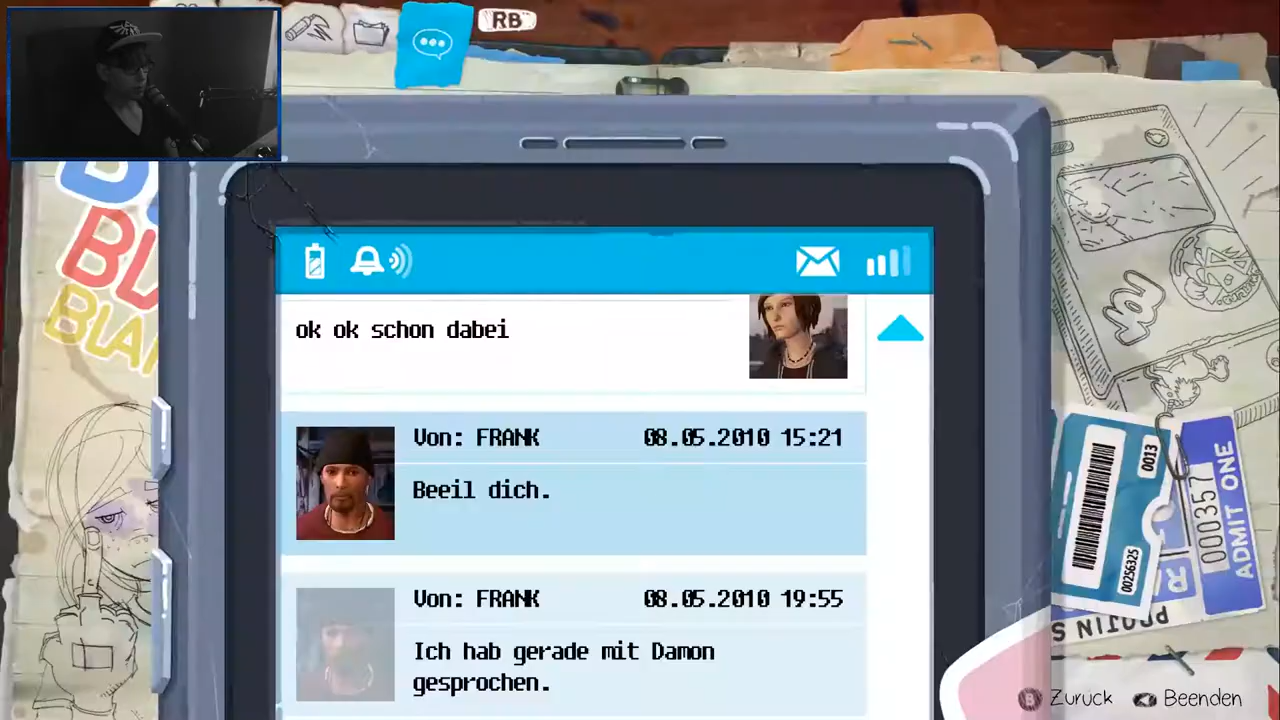 RB
ok ok schon dabei
Von: FRANK 08.05.2010 15:21
Beeil dich.
Von: FRANK 08.05.2010 19:55
Ich hab gerade mit Damon
gesprochen.
0013
00256325
000357
ADMIT ONE
B Zurück
Beenden